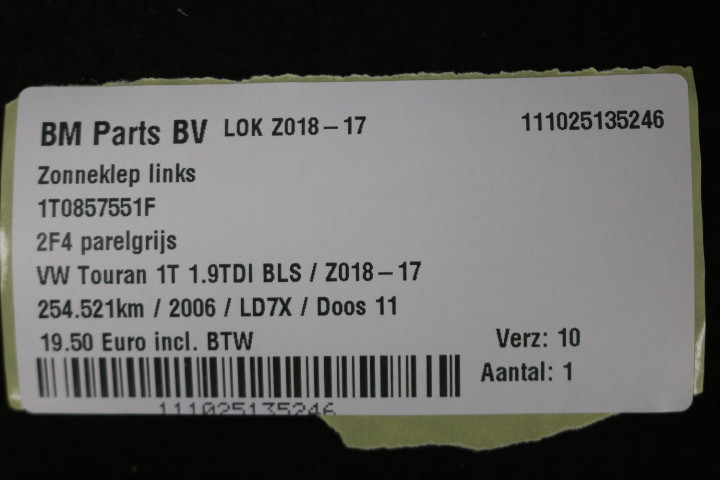 BM Parts BV LOK Z018-17 111025135246
Zonneklep links
1T0857551F
2F4 parelgrijs
VW Touran 1T 1.9TDI BLS / Z018-17
254.521km / 2006 / LD7X / Doos 11
19.50 Euro incl. BTW Verz: 10
Aantal: 1
111025135246